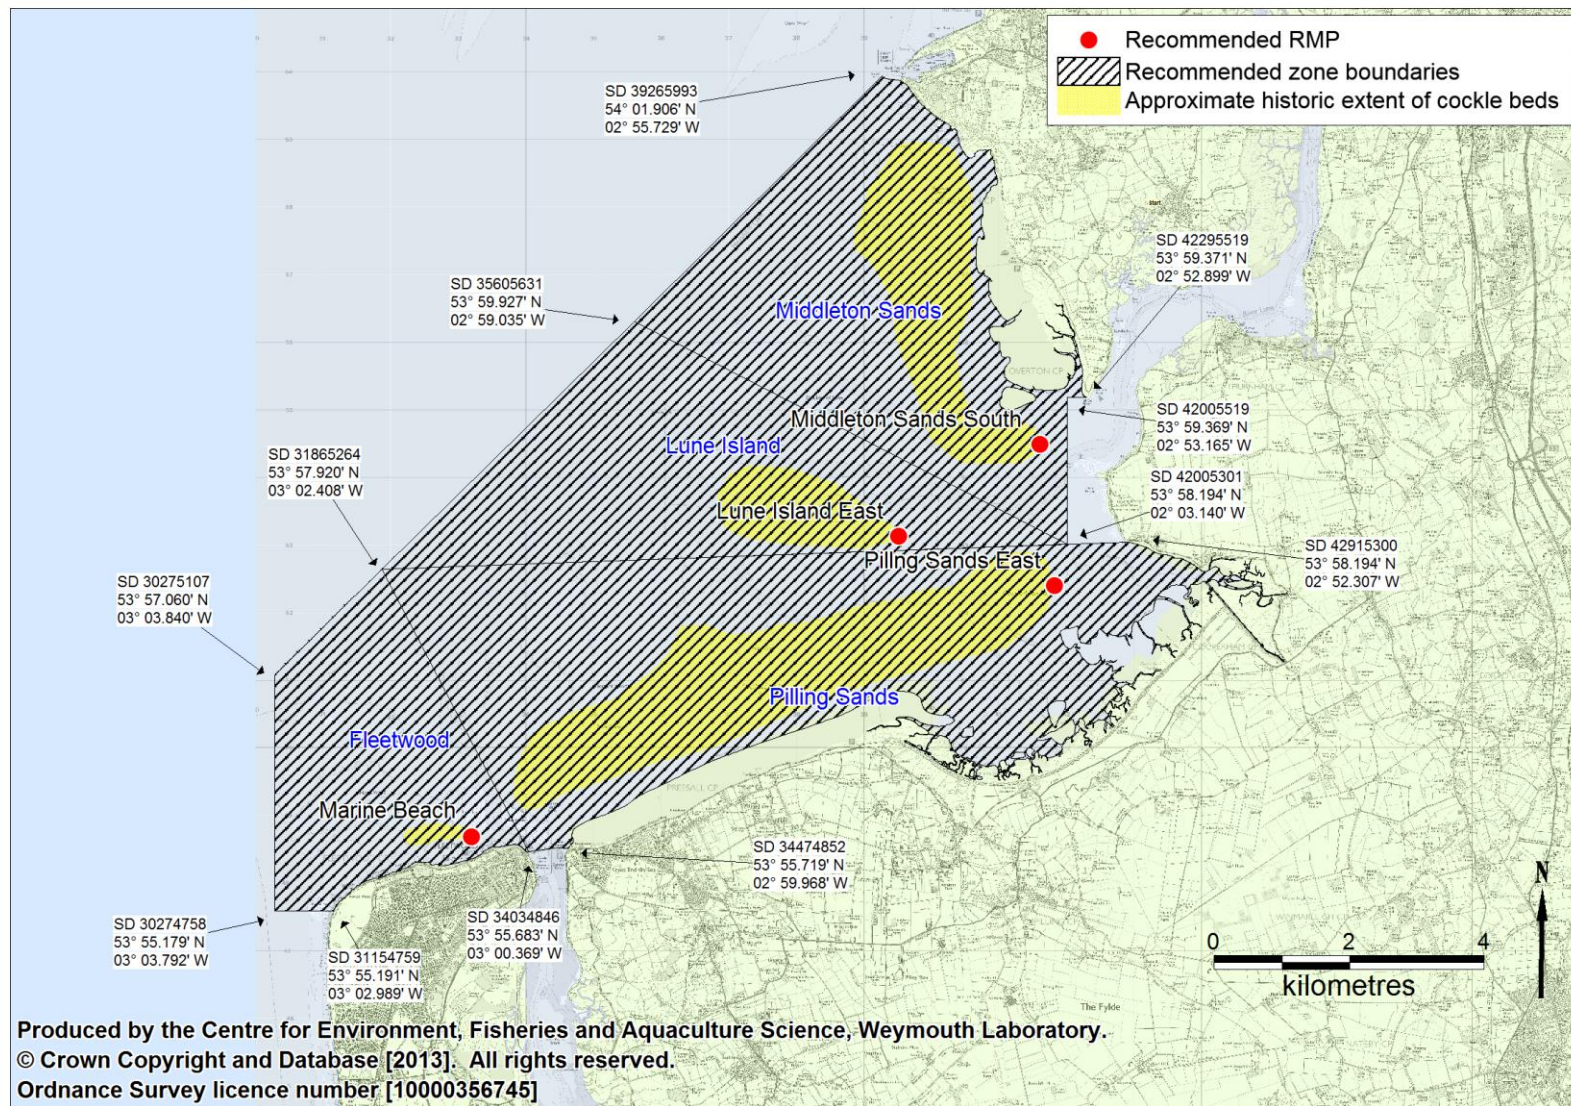 Recommended RMP
Recommended zone boundaries
Approximate historic extent of cockle beds
SD 39265993
54° 01.906' N
02° 55.729' W
SD 42295519
53° 59.371' N
02° 52.899' W
SD 35605631
53° 59.927' N
02° 59.035' W
Middleton Sands
OVERTON CP
SD 42005519
53° 59.369' N
02° 53.165' W
Middleton Sands South
Lune Island
SD 31865264
53° 57.920' N
03° 02.408' W
SD 42005301
53° 58.194' N
02° 03.140' W
Lune Island East
SD 42915300
53° 58.194' N
02° 52.307' W
Pillng Sands East
SD 30275107
53° 57.060' N
03° 03.840' W
Pilling Sands
Fleetwood
PREESALL CP
Marine Beach
SD 34474852
53° 55.719' N
02° 59.968' W
SD 30274758
53° 55.179' N
03° 03.792' W
SD 34034846
53° 55.683' N
03° 00.369' W
SD 31154759
53° 55.191' N
03° 02.989' W
N
0 2 4
kilometres
The Fylde
Produced by the Centre for Environment, Fisheries and Aquaculture Science, Weymouth Laboratory.
© Crown Copyright and Database [2013]. All rights reserved.
Ordnance Survey licence number [10000356745]